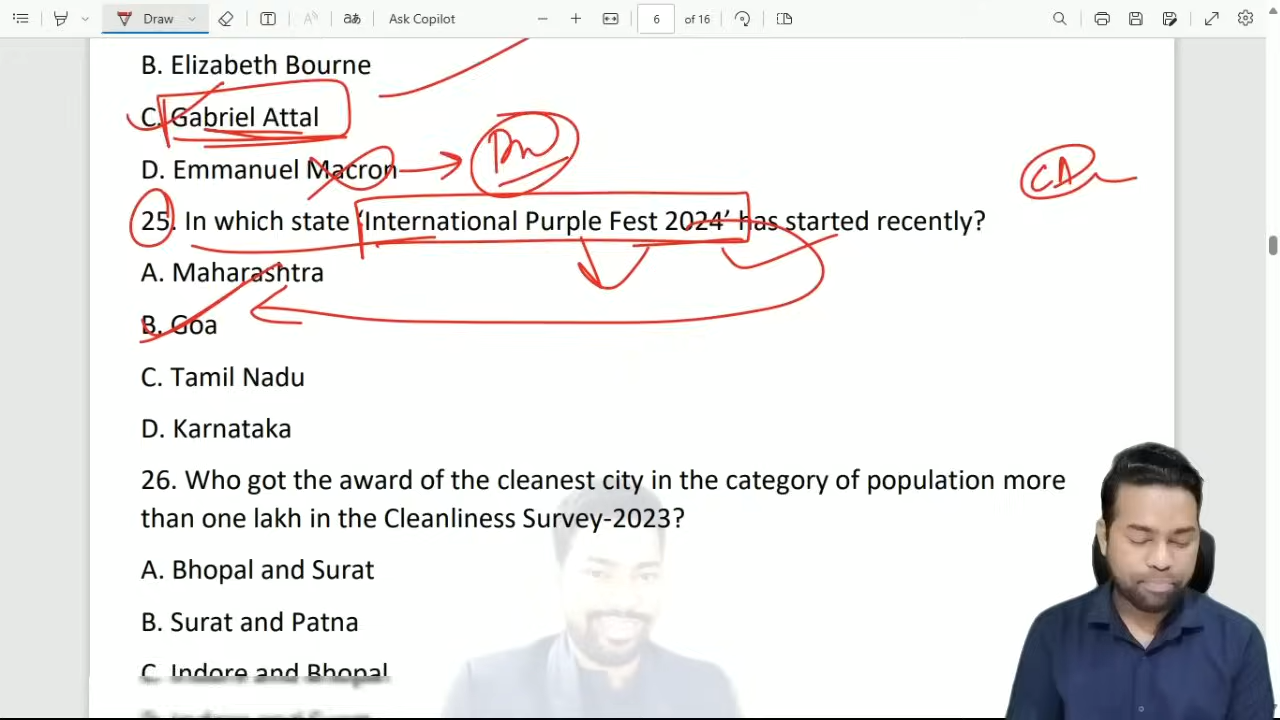 Draw
Ask Copilot
6 of 16
B. Elizabeth Bourne
C. Gabriel Attal
D. Emmanuel Macron
CA
25. In which state ‘International Purple Fest 2024’ has started recently?
A. Maharashtra
B. Goa
C. Tamil Nadu
D. Karnataka
26. Who got the award of the cleanest city in the category of population more
than one lakh in the Cleanliness Survey-2023?
A. Bhopal and Surat
B. Surat and Patna
C. Indore and Bhopal